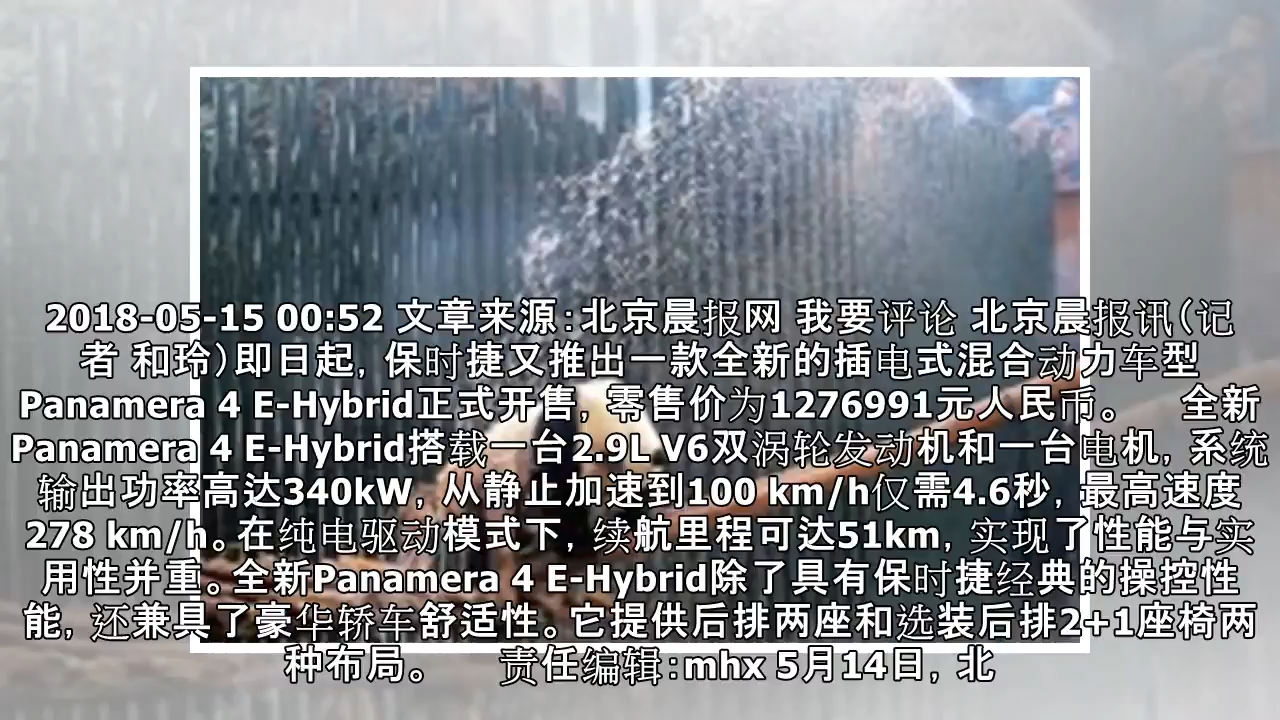 2018-05-15 00:52 文章来源:北京晨报网 我要评论 北京晨报讯(记
者 和玲)即日起, 保时捷又推出一款全新的插电式混合动力车型
Panamera 4 E-Hybrid正式开售, 零售价为1276991元人民币。 全新
Panamera 4 E-Hybrid搭载一台2.9L V6双涡轮发动机和一台电机, 系统
输出功率高达340kW, 从静止加速到100 km/h仅需4.6秒, 最高速度
278 km/h。在纯电驱动模式下, 续航里程可达51km, 实现了性能与实
用性并重。全新Panamera 4 E-Hybrid除了具有保时捷经典的操控性
能, 还兼具了豪华轿车舒适性。它提供后排两座和选装后排2+1座椅两
种布局。 责任编辑:mhx 5月14日, 北